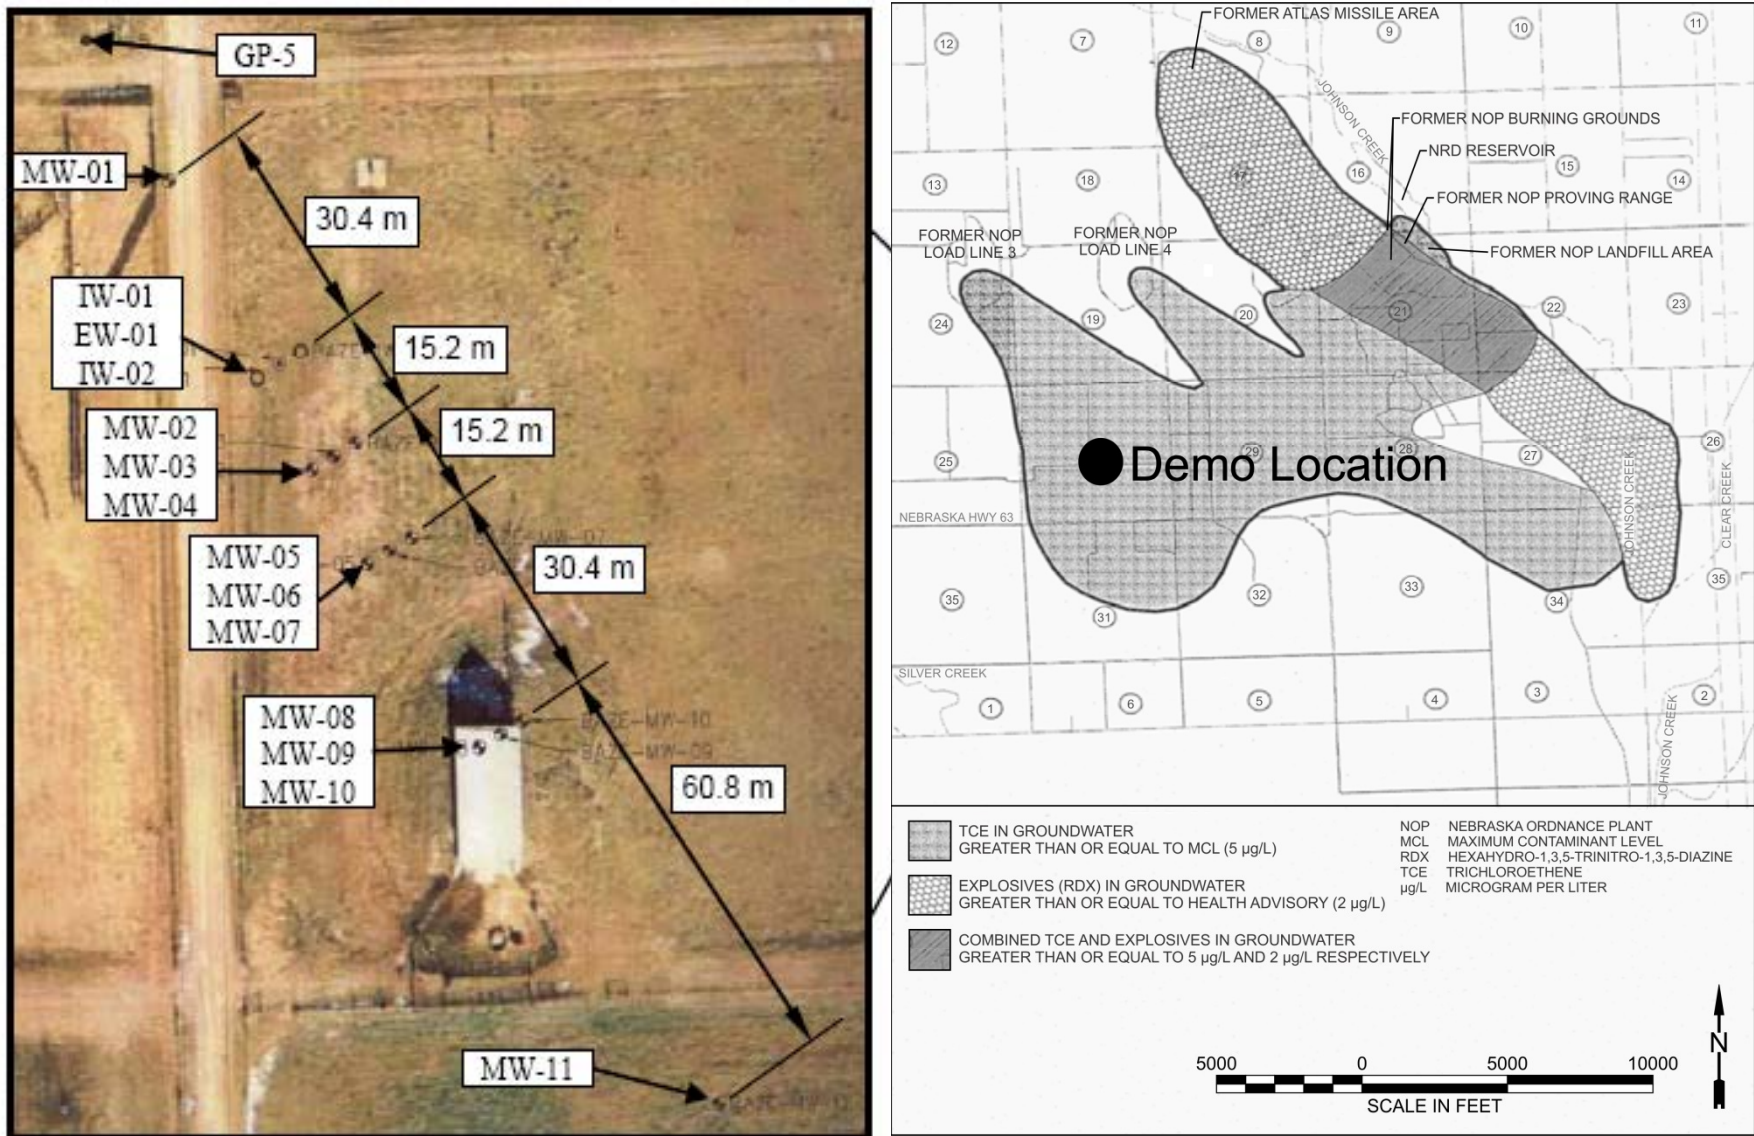 GP-5
MW-01
30.4 m
IW-01
EW-01
IW-02
15.2 m
MW-02
MW-03
MW-04
15.2 m
MW-05
MW-06
MW-07
30.4 m
MW-08
MW-09
MW-10
BAZE-MW-10
BAZE-MW-09
60.8 m
MW-11
FORMER ATLAS MISSILE AREA
12
7
8
9
10
11
JOHNSON CREEK
FORMER NOP BURNING GROUNDS
NRD RESERVOIR
13
18
17
16
15
14
FORMER NOP PROVING RANGE
FORMER NOP
LOAD LINE 3
FORMER NOP
LOAD LINE 4
FORMER NOP LANDFILL AREA
24
19
20
21
22
23
25
Demo Location
29
28
27
26
NEBRASKA HWY 63
JOHNSON CREEK
CLEAR CREEK
35
31
32
33
34
35
SILVER CREEK
1
6
5
4
3
2
JOHNSON CREEK
TCE IN GROUNDWATER
GREATER THAN OR EQUAL TO MCL (5 µg/L)
EXPLOSIVES (RDX) IN GROUNDWATER
GREATER THAN OR EQUAL TO HEALTH ADVISORY (2 µg/L)
COMBINED TCE AND EXPLOSIVES IN GROUNDWATER
GREATER THAN OR EQUAL TO 5 µg/L AND 2 µg/L RESPECTIVELY
NOP NEBRASKA ORDNANCE PLANT
MCL MAXIMUM CONTAMINANT LEVEL
RDX HEXAHYDRO-1,3,5-TRINITRO-1,3,5-DIAZINE
TCE TRICHLOROETHENE
µg/L MICROGRAM PER LITER
N
5000 0 5000 10000
SCALE IN FEET